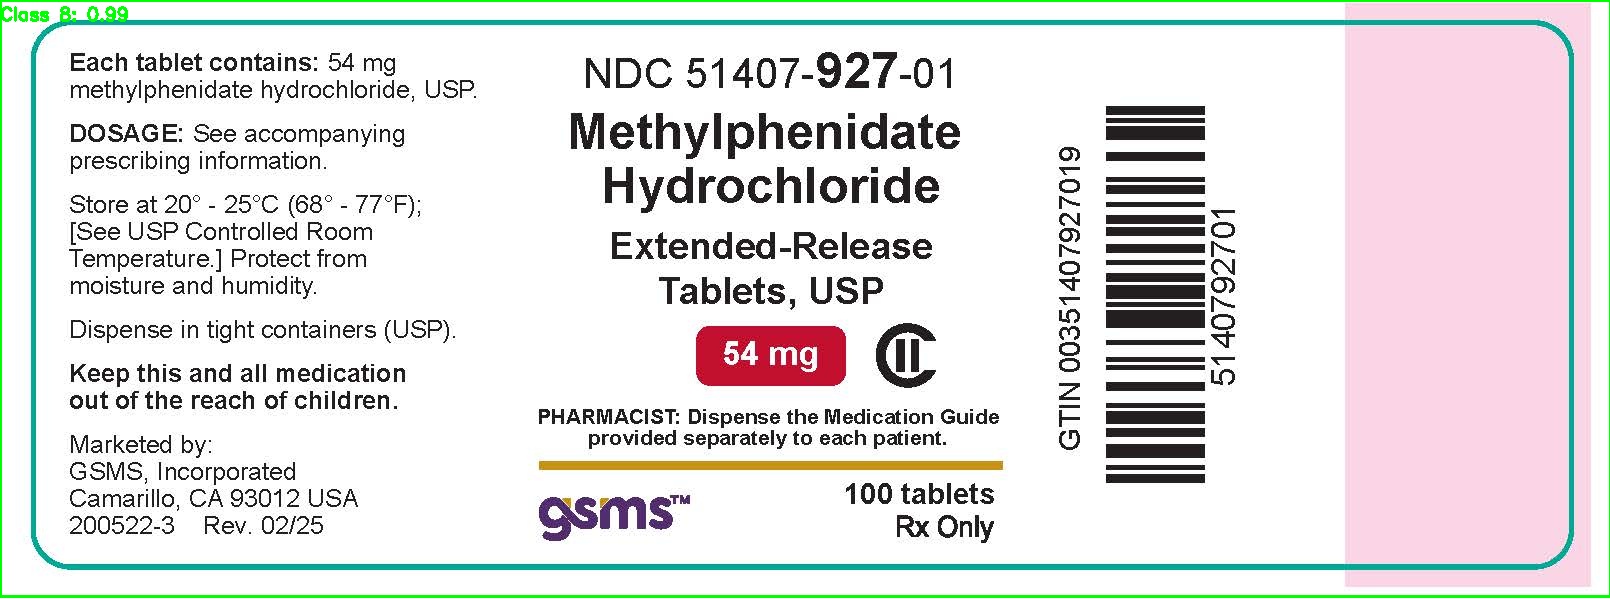 Class 8: 0.99
Each tablet contains: 54 mg
methylphenidate hydrochloride, USP.
DOSAGE: See accompanying
prescribing information.
Store at 20° - 25°C (68° - 77°F);
[See USP Controlled Room
Temperature.] Protect from
moisture and humidity.
Dispense in tight containers (USP).
Keep this and all medication
out of the reach of children.
Marketed by:
GSMS, Incorporated
Camarillo, CA 93012 USA
200522-3 Rev. 02/25
NDC 51407-927-01
Methylphenidate
Hydrochloride
Extended-Release
Tablets, USP
54 mg
CII
PHARMACIST: Dispense the Medication Guide
provided separately to each patient.
gsms™
100 tablets
Rx Only
GTIN 00351407927019
5140792701